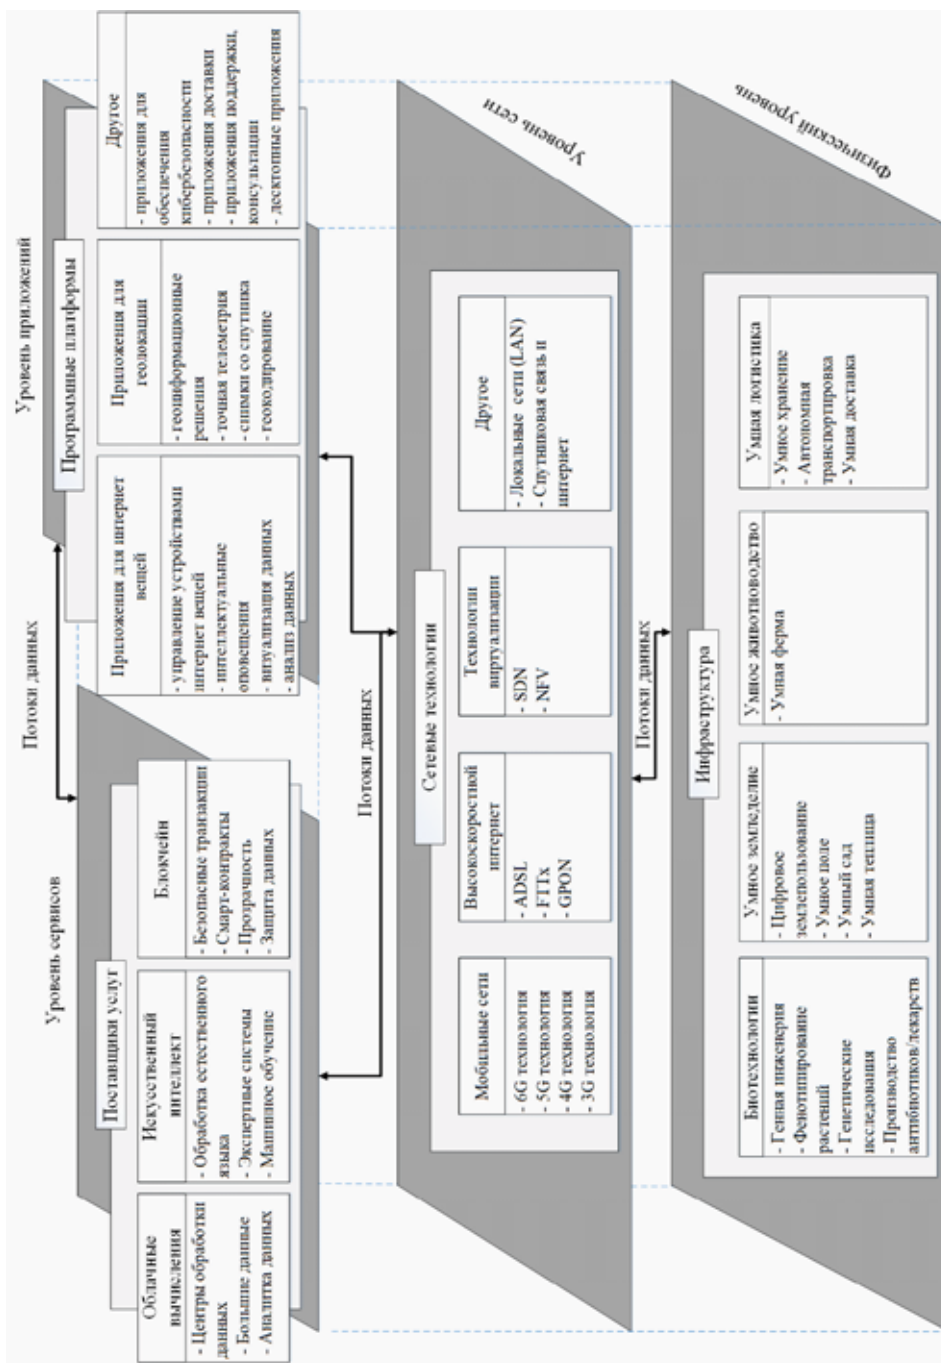 Уровень сервисов
Потоки данных
Уровень приложений
Поставщики услуг
Облачные
вычисления
- Центры обработки
данных
- Большие данные
- Аналитка данных
Искусственный
интеллект
- Обработка естественного
языка
- Экспертные системы
- Машинное обучение
Блокчейн
- Безопасные транзакции
- Смарт-контракты
- Прозрачность
- Защита данных
Программные платформы
Приложения для интернет
вещей
- управление устройствами
интернет вещей
- интеллектуальные
оповещения
- визуализация данных
- анализ данных
Приложения для
геолокации
- геоинформационные
решения
- точная телеметрия
- снимки со спутника
- геокодирование
Другое
- приложения для
обеспечения
кибербезопасности
- приложения доставки
- приложения поддержки,
консультации
- десктопные приложения
Потоки данных
Уровень сети
Сетевые технологии
Мобильные сети
- 6G технология
- 5G технология
- 4G технология
- 3G технология
Высокоскоростной
интернет
- ADSL
- FTTx
- GPON
Технологии
виртуализации
- SDN
- NFV
Другое
- Локальные сети (LAN)
- Спутниковая связь и
интернет
Потоки данных
Физический уровень
Инфраструктура
Биотехнологии
- Генная инженерия
- Фенотипирование
растений
- Генетические
исследования
- Производство
антибиотиков/лекарств
Умное земледелие
- Цифровое
землепользование
- Умное поле
- Умный сад
- Умная теплица
Умное животноводство
- Умная ферма
Умная логистика
- Умное хранение
- Автономная
транспортировка
- Умная доставка